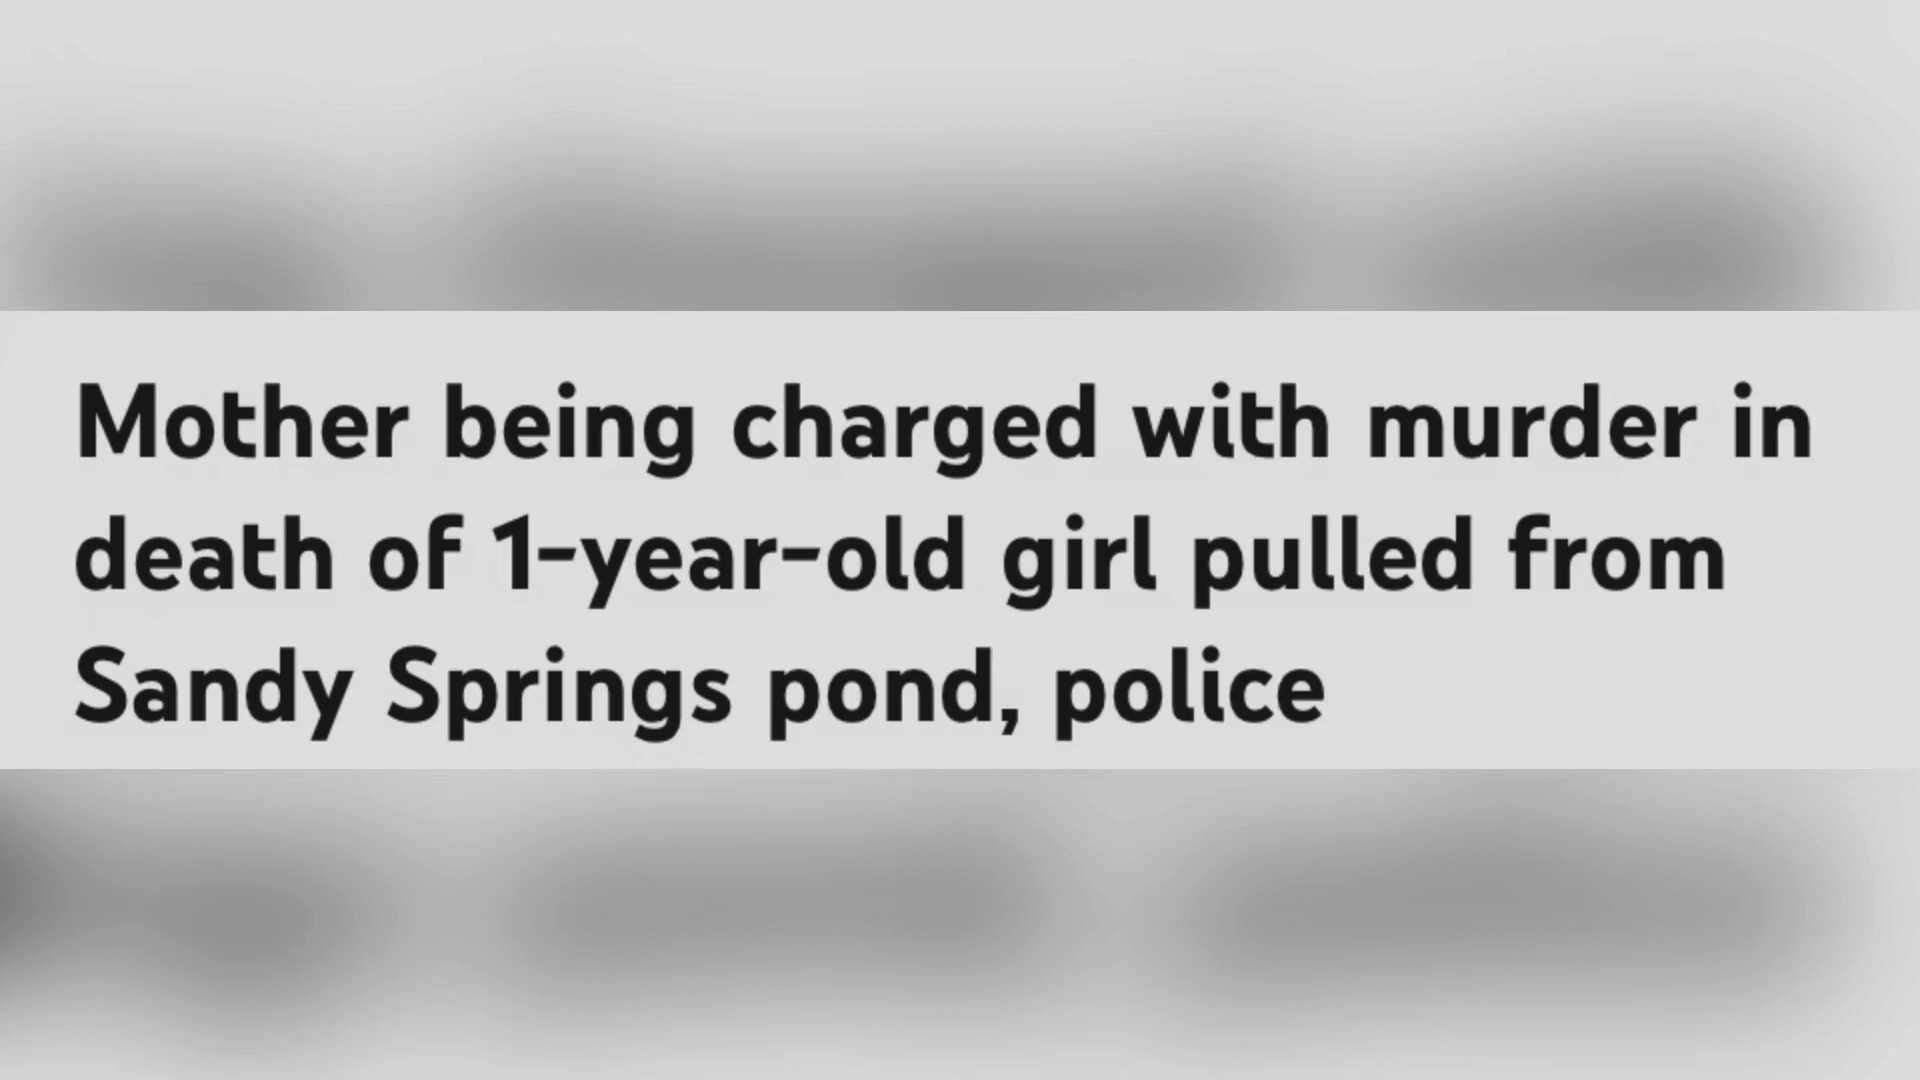 Mother being charged with murder in
death of 1-year-old girl pulled from
Sandy Springs pond, police